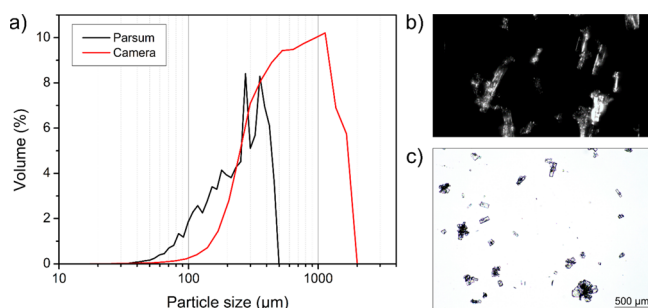 a)
Parsum
Camera
10
8
6
4
2
0
Volume (%)
10
100
1000
Particle size (µm)
b)
c)
500 µm